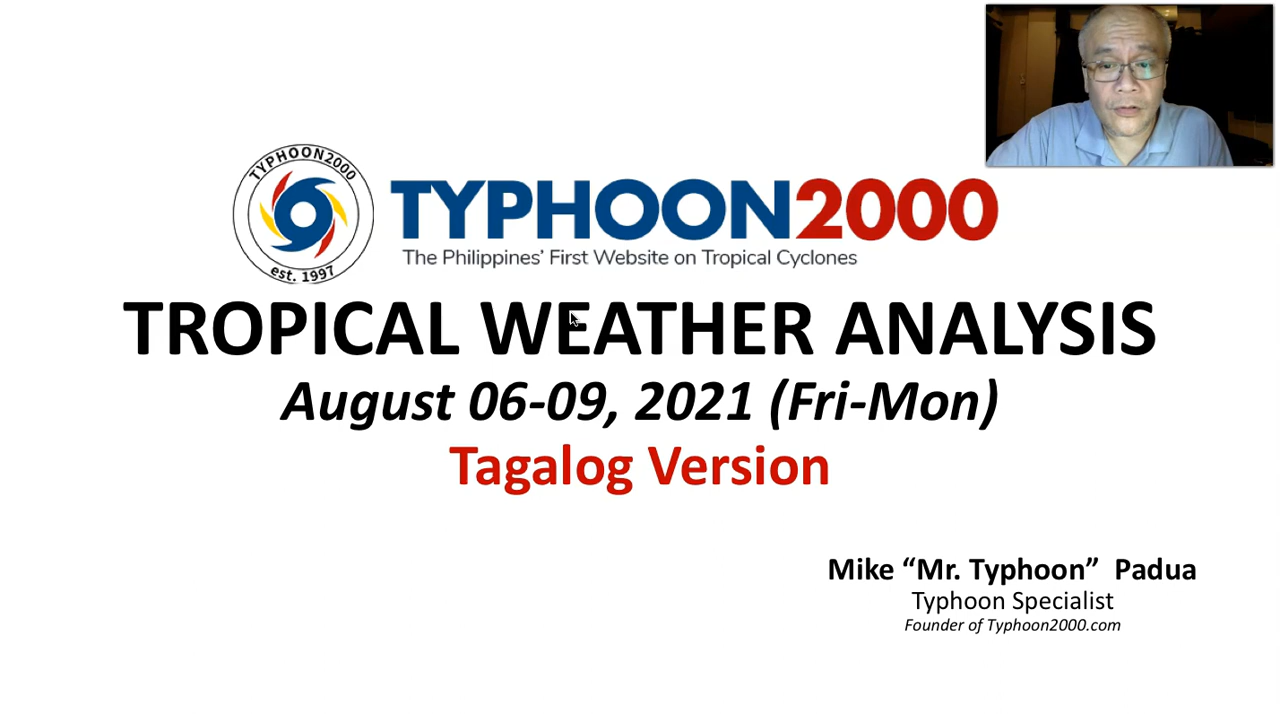 TYPHOON2000
est. 1997
TYPHOON2000
The Philippines' First Website on Tropical Cyclones
TROPICAL WEATHER ANALYSIS
August 06-09, 2021 (Fri-Mon)
Tagalog Version
Mike “Mr. Typhoon” Padua
Typhoon Specialist
Founder of Typhoon2000.com